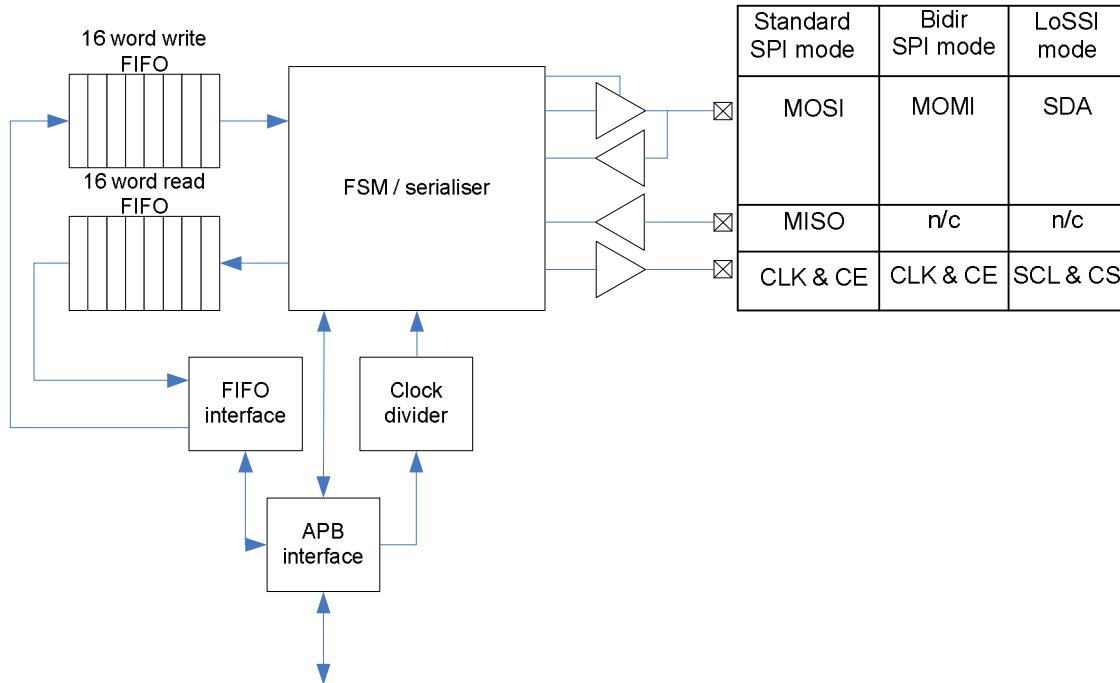 16 word write
FIFO
16 word read
FIFO
FSM / serialiser
FIFO
interface
Clock
divider
APB
interface
Standard
SPI mode
Bidir
SPI mode
LoSSI
mode
MOSI
MOMI
SDA
MISO
n/c
n/c
CLK & CE
CLK & CE
SCL & CS